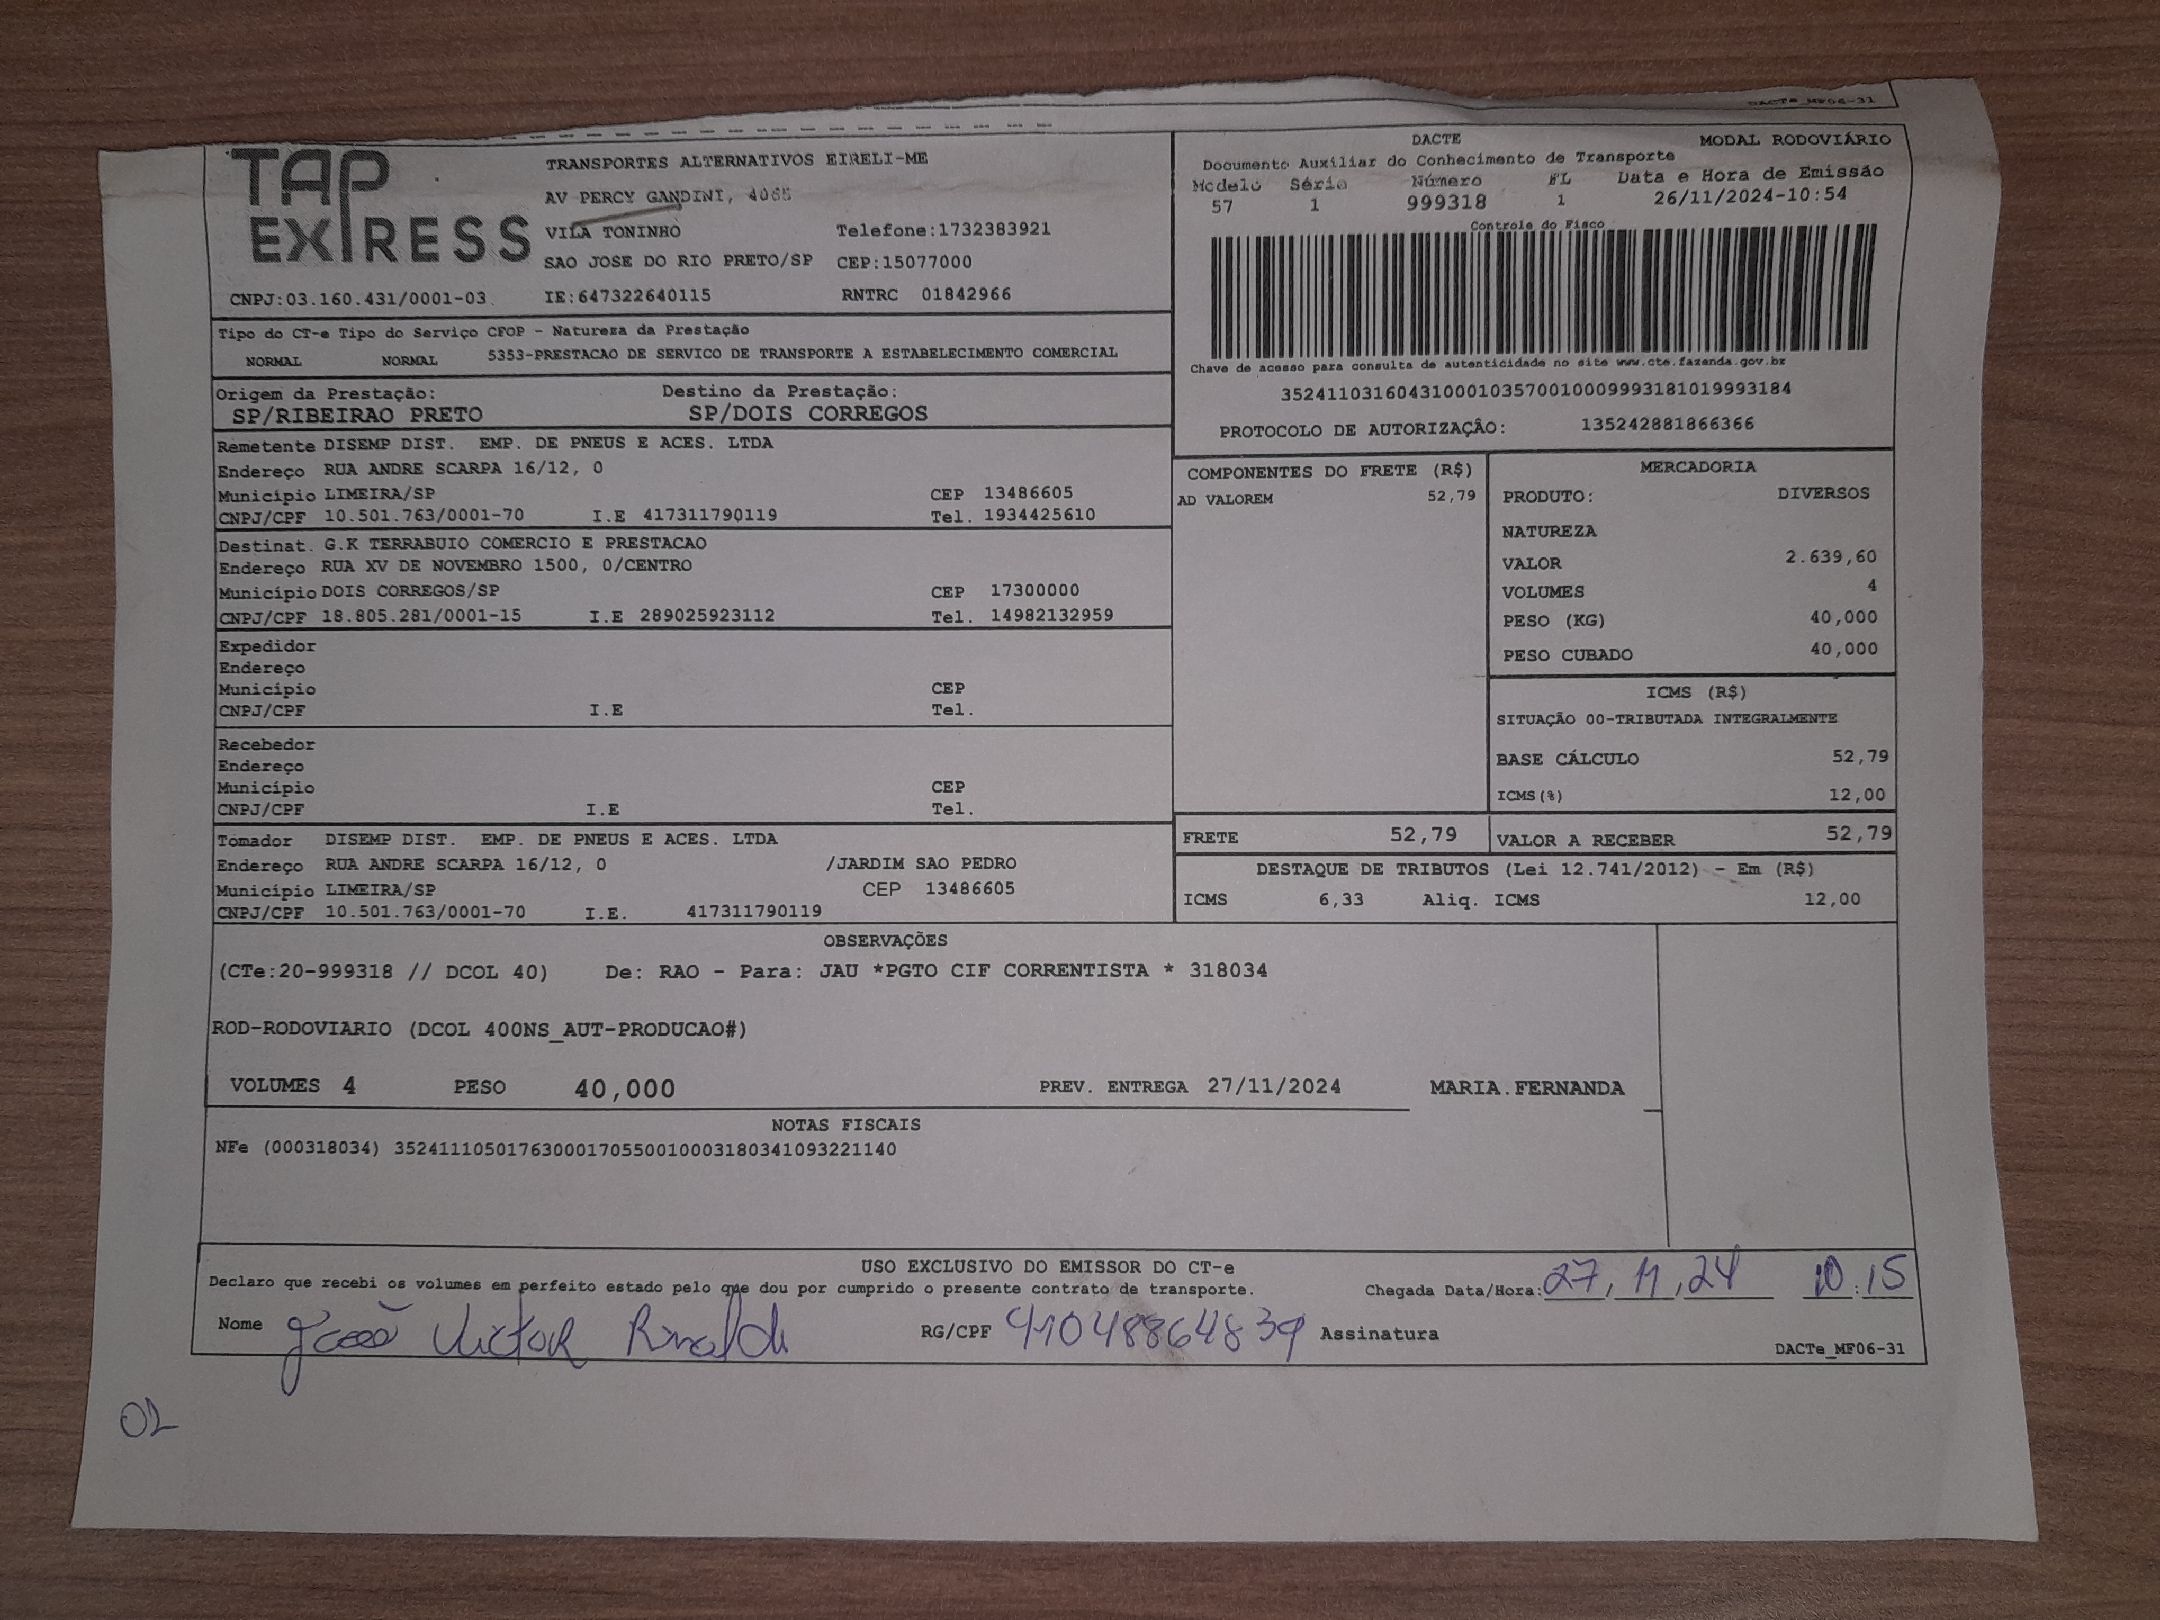 DACTe_MF06-31
TAP
EXPRESS
TRANSPORTES ALTERNATIVOS EIRELI-ME
AV PERCY GANDINI, 4065
VILA TONINHO Telefone:1732383921
SAO JOSE DO RIO PRETO/SP CEP:15077000
CNPJ:03.160.431/0001-03 IE:647322640115 RNTRC 01842966
DACTE MODAL RODOVIÁRIO
Documento Auxiliar do Conhecimento de Transporte
Modelo Série Número FL Data e Hora de Emissão
57 1 999318 1 26/11/2024-10:54
Controle do Fisco
Chave de acesso para consulta de autenticidade no site www.cte.fazenda.gov.br
35241103160431000103570010009993181019993184
PROTOCOLO DE AUTORIZAÇÃO: 135242881866366
Tipo do CT-e Tipo do Serviço CFOP - Natureza da Prestação
NORMAL NORMAL 5353-PRESTACAO DE SERVICO DE TRANSPORTE A ESTABELECIMENTO COMERCIAL
Origem da Prestação: Destino da Prestação:
SP/RIBEIRAO PRETO SP/DOIS CORREGOS
Remetente DISEMP DIST. EMP. DE PNEUS E ACES. LTDA
Endereço RUA ANDRE SCARPA 16/12, 0
Município LIMEIRA/SP CEP 13486605
CNPJ/CPF 10.501.763/0001-70 I.E 417311790119 Tel. 1934425610
Destinat. G.K TERRABUIO COMERCIO E PRESTACAO
Endereço RUA XV DE NOVEMBRO 1500, 0/CENTRO
Município DOIS CORREGOS/SP CEP 17300000
CNPJ/CPF 18.805.281/0001-15 I.E 289025923112 Tel. 14982132959
Expedidor
Endereço
Município CEP
CNPJ/CPF I.E Tel.
Recebedor
Endereço
Município CEP
CNPJ/CPF I.E Tel.
Tomador DISEMP DIST. EMP. DE PNEUS E ACES. LTDA
Endereço RUA ANDRE SCARPA 16/12, 0 /JARDIM SAO PEDRO
Município LIMEIRA/SP CEP 13486605
CNPJ/CPF 10.501.763/0001-70 I.E. 417311790119
COMPONENTES DO FRETE (R$)
AD VALOREM 52,79
MERCADORIA
PRODUTO: DIVERSOS
NATUREZA
VALOR 2.639,60
VOLUMES 4
PESO (KG) 40,000
PESO CUBADO 40,000
ICMS (R$)
SITUAÇÃO 00-TRIBUTADA INTEGRALMENTE
BASE CÁLCULO 52,79
ICMS(%) 12,00
FRETE 52,79 VALOR A RECEBER 52,79
DESTAQUE DE TRIBUTOS (Lei 12.741/2012) - Em (R$)
ICMS 6,33 Aliq. ICMS 12,00
OBSERVAÇÕES
(CTe:20-999318 // DCOL 40) De: RAO - Para: JAU *PGTO CIF CORRENTISTA * 318034
ROD-RODOVIARIO (DCOL 400NS_AUT-PRODUCAO#)
VOLUMES 4 PESO 40,000 PREV. ENTREGA 27/11/2024 MARIA.FERNANDA
NOTAS FISCAIS
NFe (000318034) 35241110501763000170550010003180341093221140
USO EXCLUSIVO DO EMISSOR DO CT-e
Declaro que recebi os volumes em perfeito estado pelo que dou por cumprido o presente contrato de transporte. Chegada Data/Hora: 27, 11, 24 10:15
Nome João Victor Rinaldi RG/CPF 41048864839 Assinatura
DACTe_MF06-31